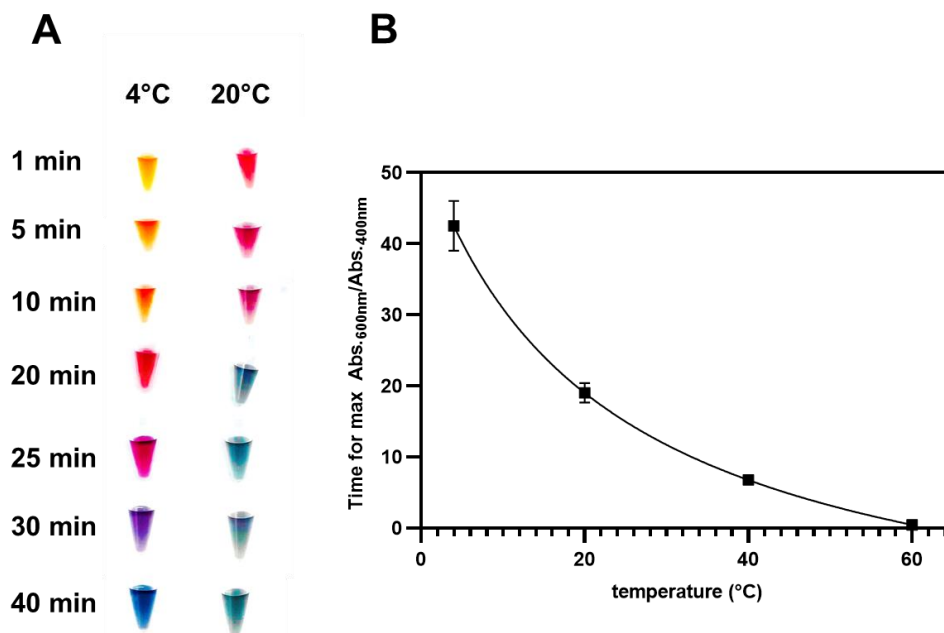 A
4°C 20°C
1 min
5 min
10 min
20 min
25 min
30 min
40 min
B
Time for max Abs.600nm/Abs.400nm
50
40
30
20
10
0
0 20 40 60
temperature (°C)